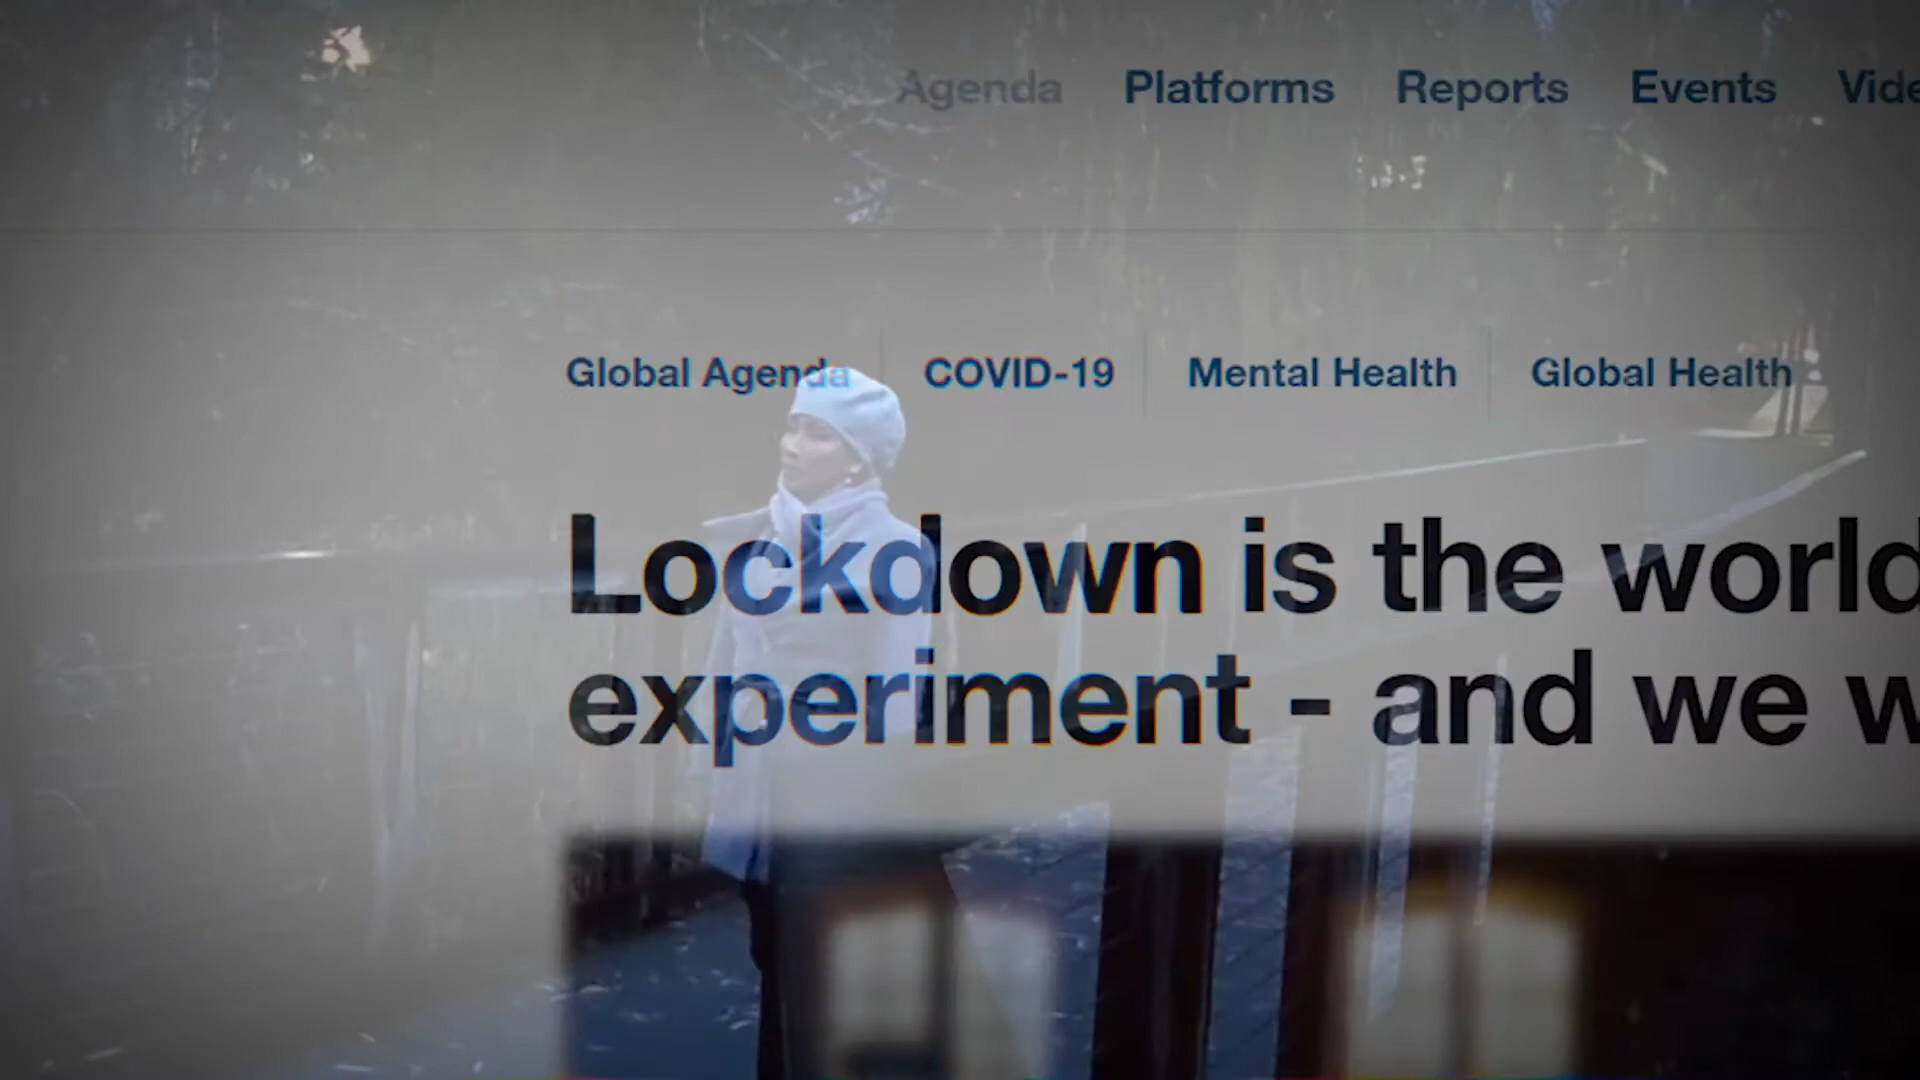 Agenda Platforms Reports Events
Global Agenda COVID-19 Mental Health Global Health
Lockdown is the world
experiment - and we